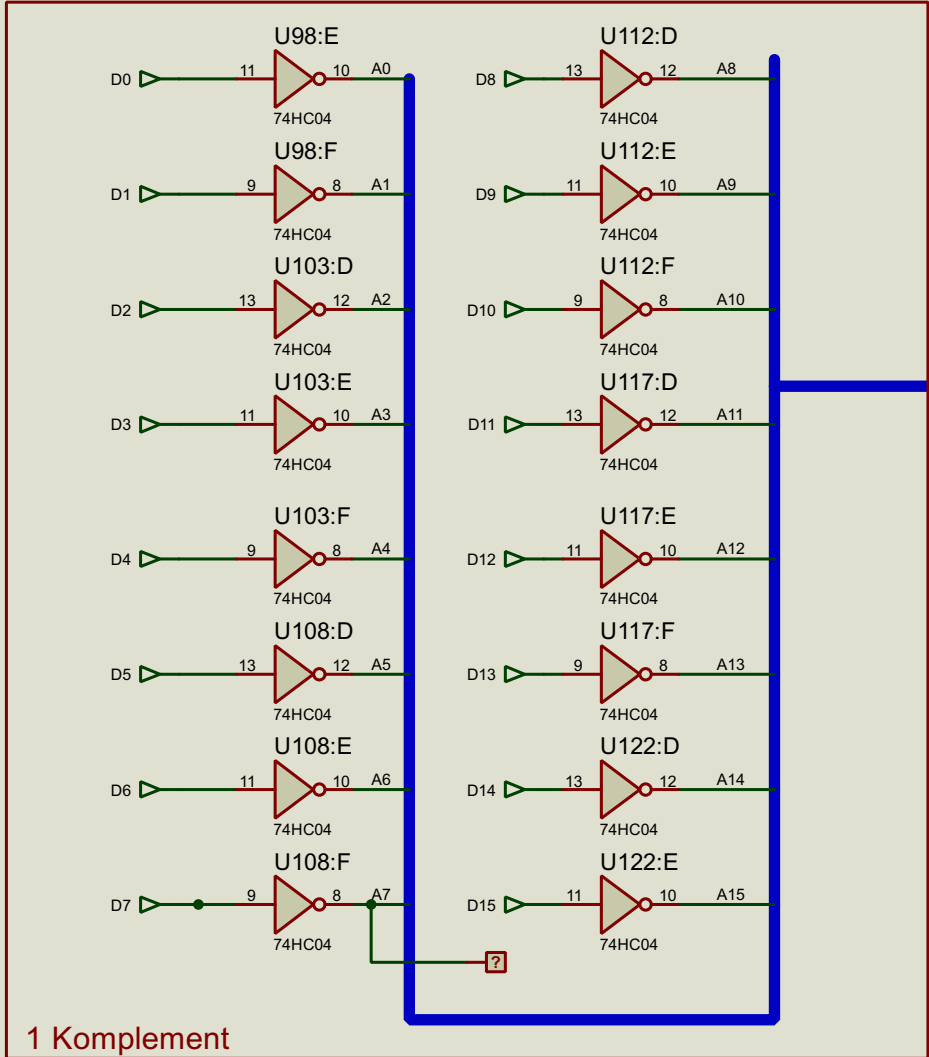 U98:E
D0 11 10 A0
74HC04
U98:F
D1 9 8 A1
74HC04
U103:D
D2 13 12 A2
74HC04
U103:E
D3 11 10 A3
74HC04
U103:F
D4 9 8 A4
74HC04
U108:D
D5 13 12 A5
74HC04
U108:E
D6 11 10 A6
74HC04
U108:F
D7 9 8 A7
74HC04
U112:D
D8 13 12 A8
74HC04
U112:E
D9 11 10 A9
74HC04
U112:F
D10 9 8 A10
74HC04
U117:D
D11 13 12 A11
74HC04
U117:E
D12 11 10 A12
74HC04
U117:F
D13 9 8 A13
74HC04
U122:D
D14 13 12 A14
74HC04
U122:E
D15 11 10 A15
74HC04
?
1 Komplement